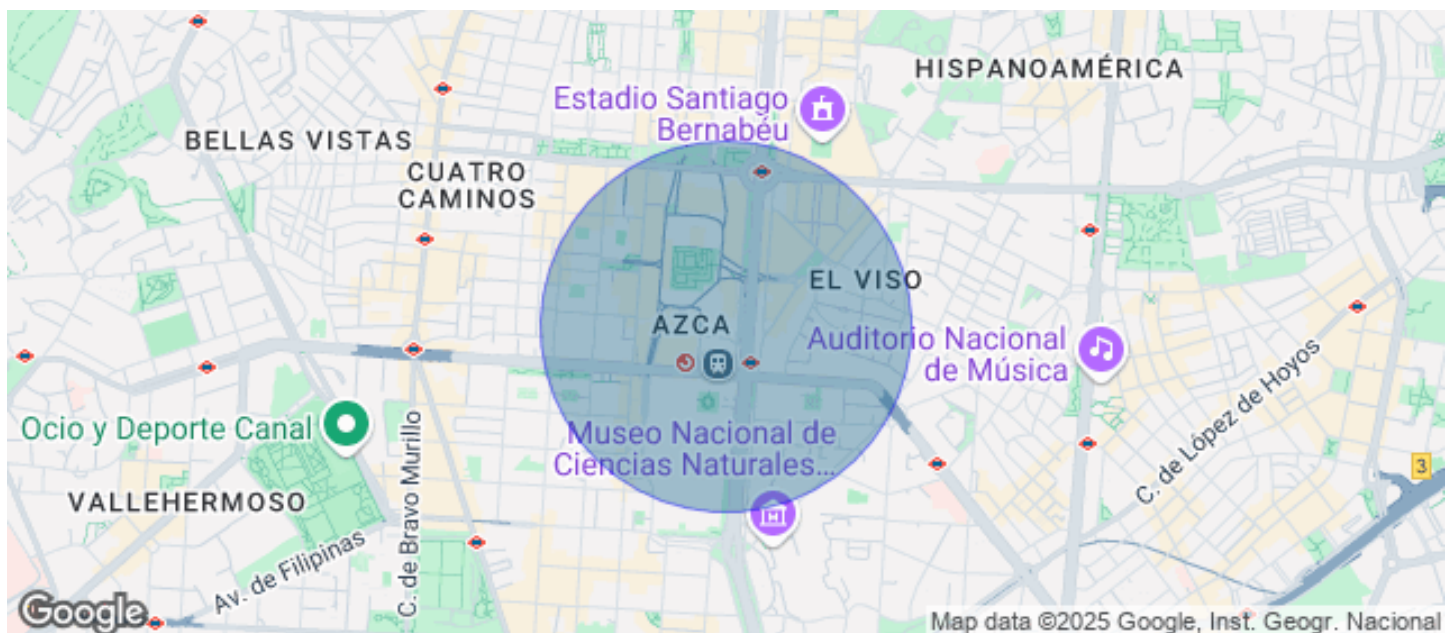 HISPANOAMÉRICA
Estadio Santiago
Bernabéu
BELLAS VISTAS
CUATRO
CAMINOS
EL VISO
AZCA
Auditorio Nacional
de Música
Ocio y Deporte Canal
Museo Nacional de
Ciencias Naturales...
C. de López de Hoyos
C. de Bravo Murillo
3
VALLEHERMOSO
Av. de Filipinas
Google
Map data ©2025 Google, Inst. Geogr. Nacional